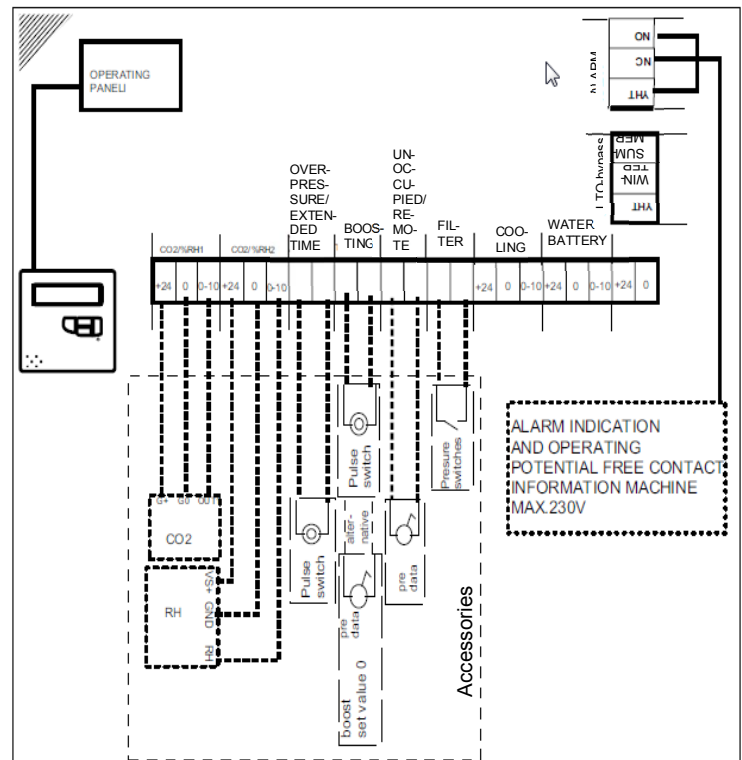 OPERATING
PANELI
NO
NC
YHT
ALARM
LTO-bypass
SUM
MER
WIN-
TED
YHT
OVER-
PRES-
SURE/
EXTEN-
DED
TIME
BOOS-
TING
UN-
OC-
CU-
PIED/
RE-
MO-
TE
FIL-
TER
COO-
LING
WATER
BATTERY
CO2/%RH1
CO2/%RH2
+24 0 0-10 +24 0 0-10 +24 0 0-10 +24 0 0-10 +24 0
G+ G0 OUT
CO2
VS+ GND RH
RH
Pulse
switch
Pulse
switch
alter-
native
pre
data
boost
set value 0
pre
data
Presure
switches
Accessories
ALARM INDICATION
AND OPERATING
POTENTIAL FREE CONTACT
INFORMATION MACHINE
MAX.230V